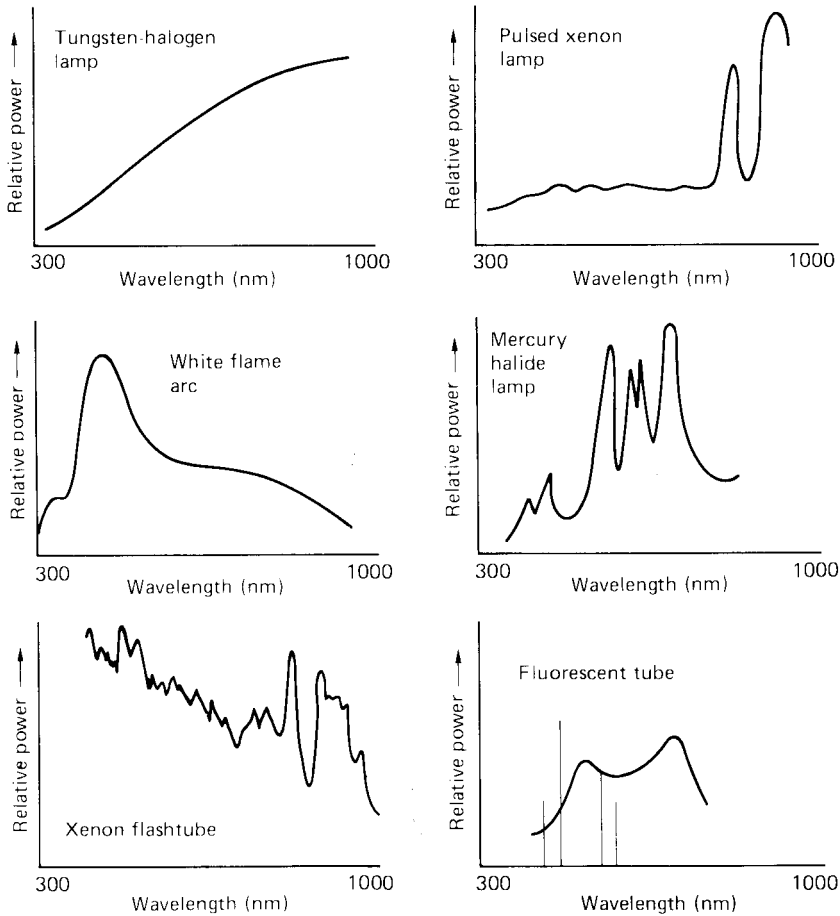 Tungsten-halogen
lamp
Relative power
300
1000
Wavelength (nm)
Pulsed xenon
lamp
Relative power
300
1000
Wavelength (nm)
White flame
arc
Relative power
300
1000
Wavelength (nm)
Mercury
halide
lamp
Relative power
300
1000
Wavelength (nm)
Xenon flashtube
Relative power
300
1000
Wavelength (nm)
Fluorescent tube
Relative power
300
1000
Wavelength (nm)